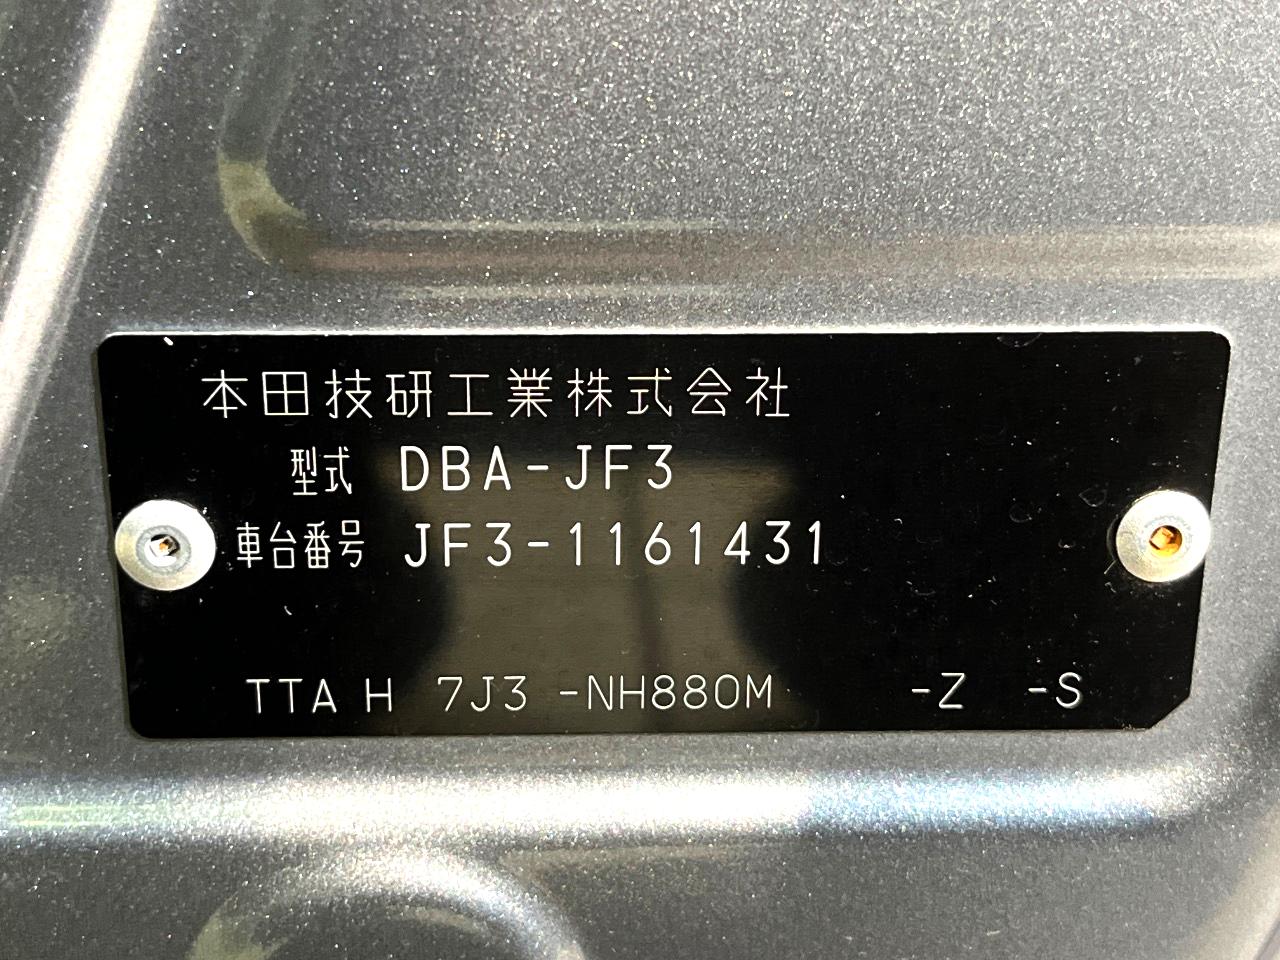 本田技研工業株式会社
型式 DBA-JF3
車台番号 JF3-1161431
TTA H 7J3 -NH880M -Z -S